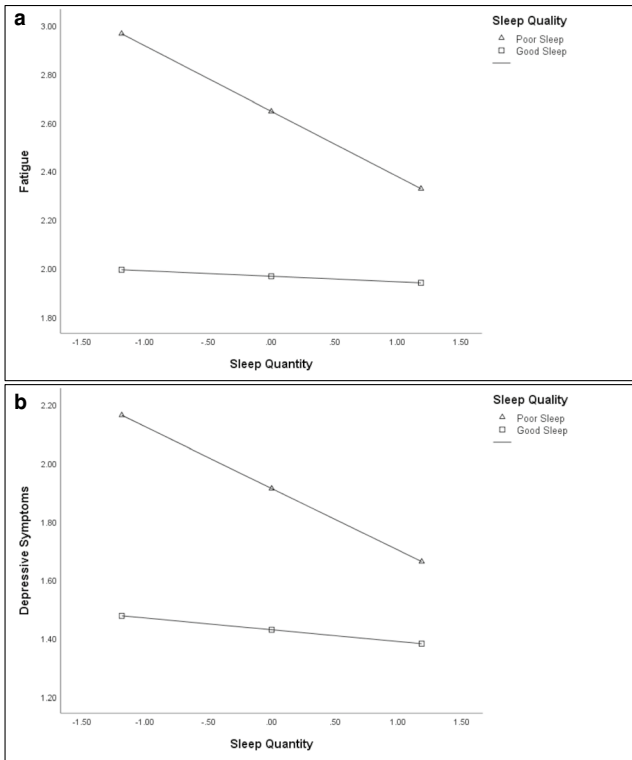 a
Sleep Quality
Poor Sleep
Good Sleep
3.00
2.80
2.60
2.40
2.20
2.00
1.80
Fatigue
-1.50
-1.00
-.50
.00
.50
1.00
1.50
Sleep Quantity
b
Sleep Quality
Poor Sleep
Good Sleep
2.20
2.00
1.80
1.60
1.40
1.20
Depressive Symptoms
-1.50
-1.00
-.50
.00
.50
1.00
1.50
Sleep Quantity